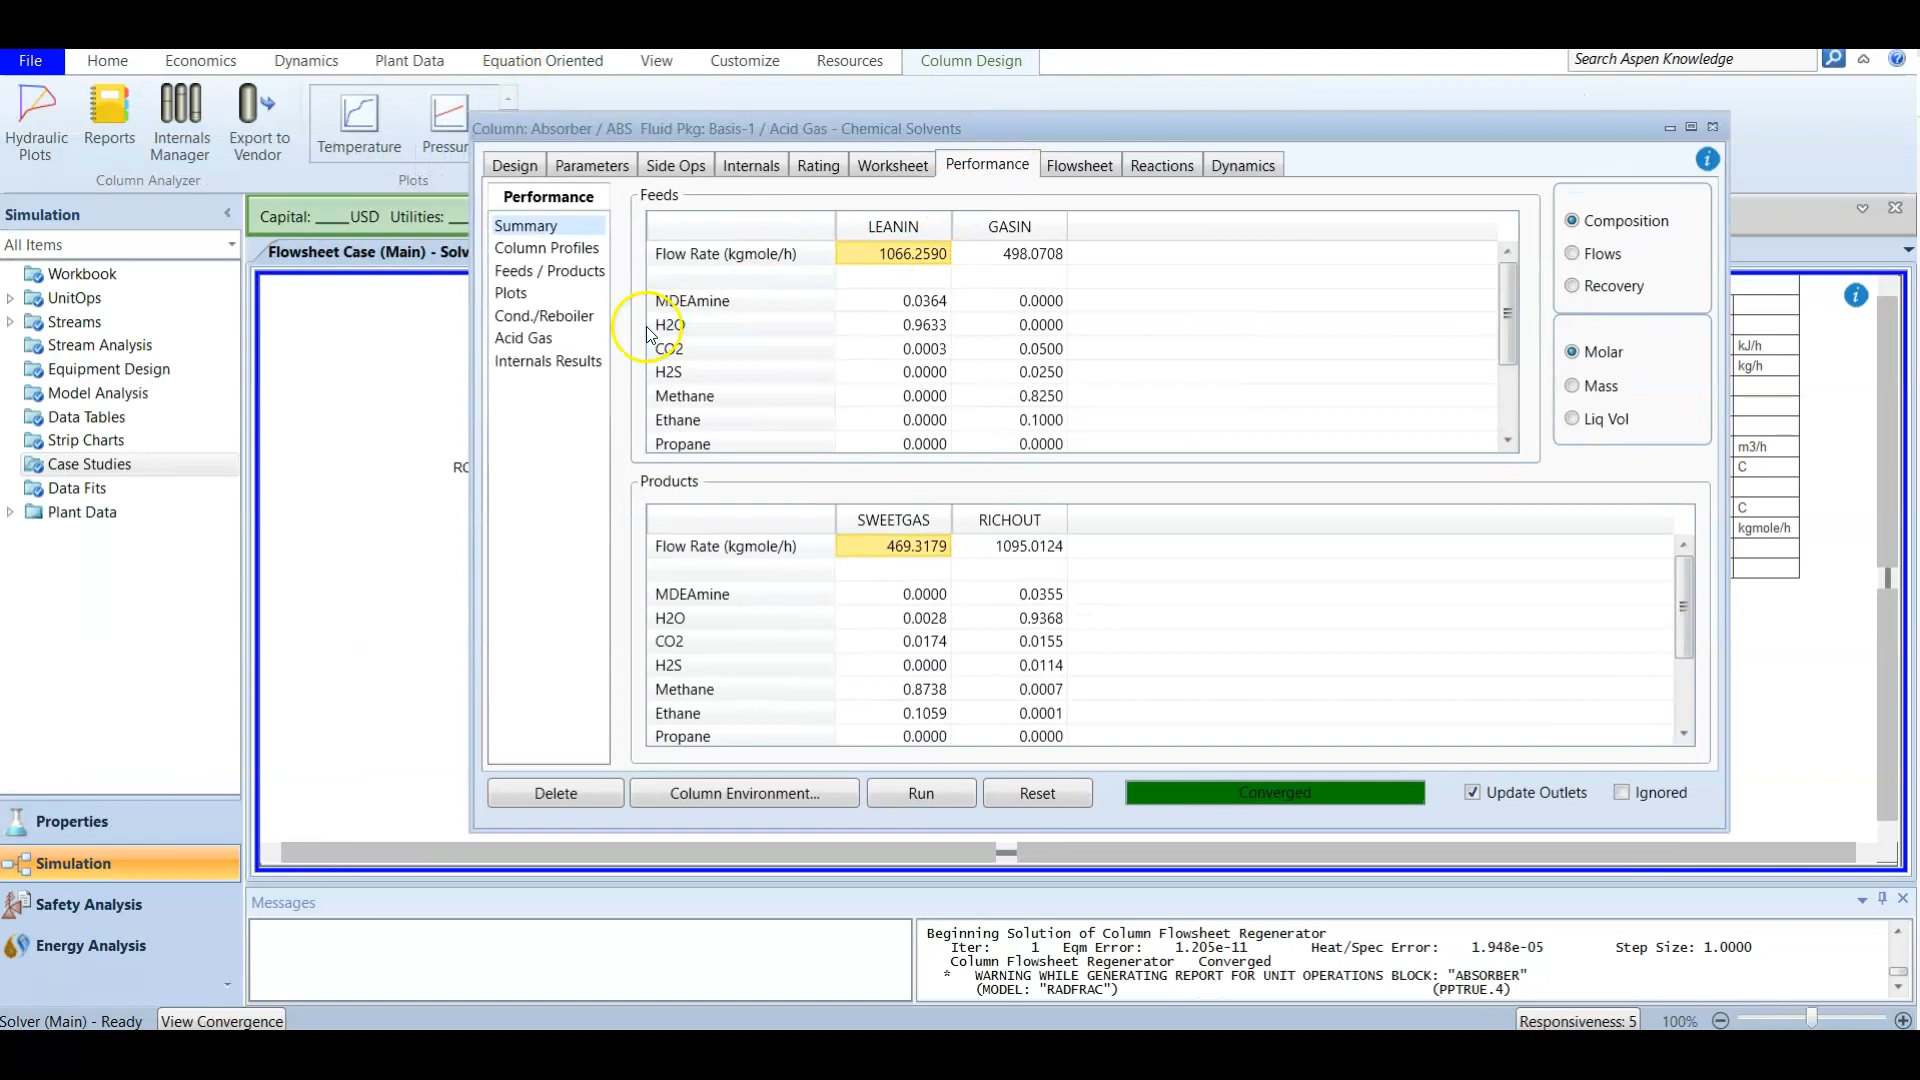 File Home Economics Dynamics Plant Data Equation Oriented View Customize Resources Column Design Search Aspen Knowledge
Hydraulic Plots Reports Internals Manager Export to Vendor Temperature Pressur
Column Analyzer Plots
Column: Absorber / ABS Fluid Pkg: Basis-1 / Acid Gas - Chemical Solvents
Design Parameters Side Ops Internals Rating Worksheet Performance Flowsheet Reactions Dynamics
Simulation
All Items
Workbook
UnitOps
Streams
Stream Analysis
Equipment Design
Model Analysis
Data Tables
Strip Charts
Case Studies
Data Fits
Plant Data
Properties
Simulation
Safety Analysis
Energy Analysis
Capital: ____USD Utilities: __
Flowsheet Case (Main) - Solv
RC
Performance
Summary
Column Profiles
Feeds / Products
Plots
Cond./Reboiler
Acid Gas
Internals Results
Feeds
LEANIN GASIN
Flow Rate (kgmole/h) 1066.2590 498.0708
MDEAmine 0.0364 0.0000
H2O 0.9633 0.0000
CO2 0.0003 0.0500
H2S 0.0000 0.0250
Methane 0.0000 0.8250
Ethane 0.0000 0.1000
Propane 0.0000 0.0000
Products
SWEETGAS RICHOUT
Flow Rate (kgmole/h) 469.3179 1095.0124
MDEAmine 0.0000 0.0355
H2O 0.0028 0.9368
CO2 0.0174 0.0155
H2S 0.0000 0.0114
Methane 0.8738 0.0007
Ethane 0.1059 0.0001
Propane 0.0000 0.0000
Composition
Flows
Recovery
Molar
Mass
Liq Vol
kJ/h
kg/h
m3/h
C
C
kgmole/h
Delete Column Environment... Run Reset Converged Update Outlets Ignored
Messages
Beginning Solution of Column Flowsheet Regenerator
Iter: 1 Eqm Error: 1.205e-11 Heat/Spec Error: 1.948e-05 Step Size: 1.0000
Column Flowsheet Regenerator Converged
* WARNING WHILE GENERATING REPORT FOR UNIT OPERATIONS BLOCK: "ABSORBER"
(MODEL: "RADFRAC") (PPTRUE.4)
Solver (Main) - Ready View Convergence Responsiveness: 5 100%